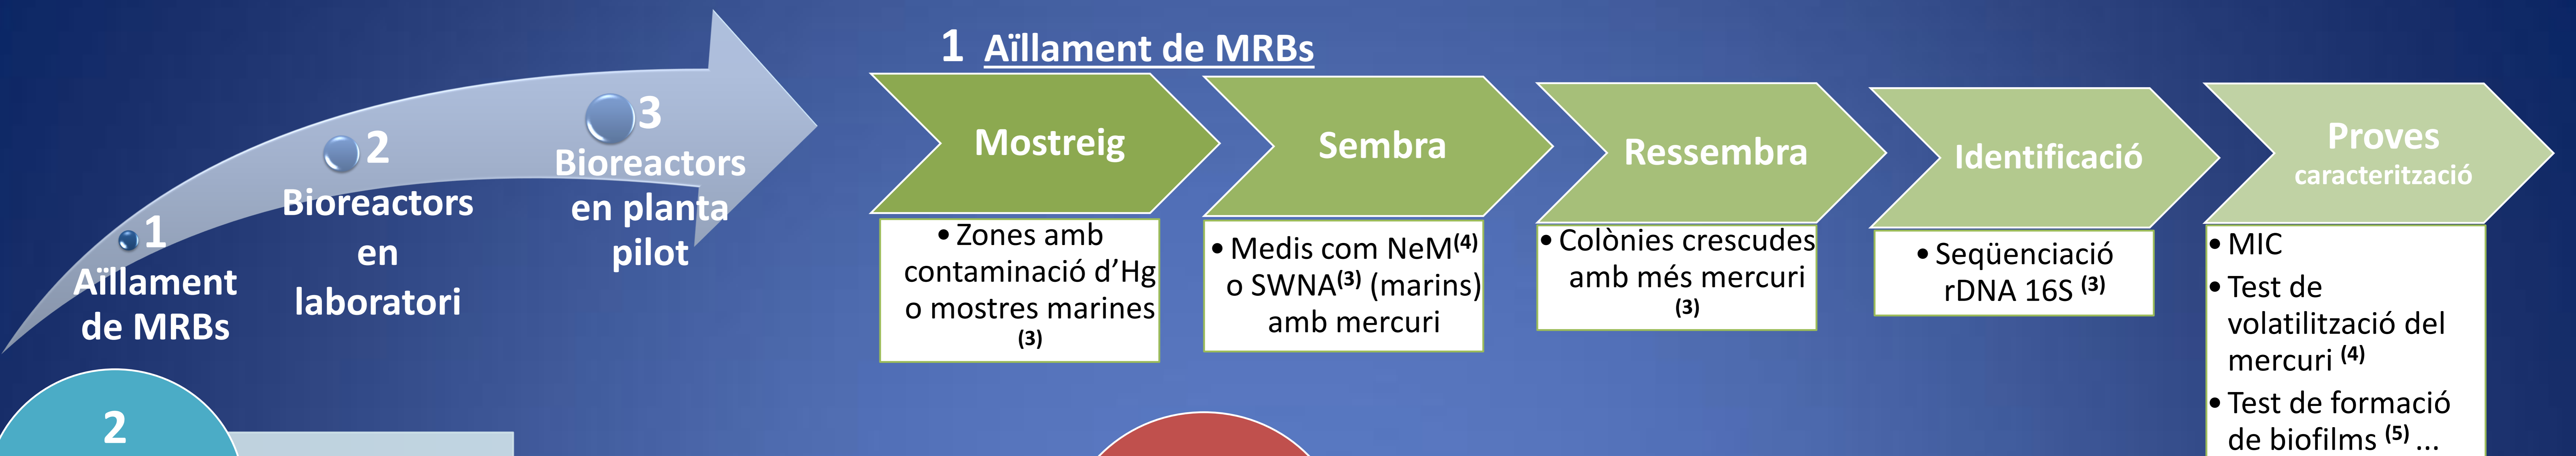 1
Aïllament
de MRBs
2
Bioreactors
en
laboratori
3
Bioreactors
en planta
pilot
1 Aïllament de MRBs
Mostreig
• Zones amb
contaminació d’Hg
o mostres marines
(3)
Sembra
• Medis com NeM(4)
o SWNA(3) (marins)
amb mercuri
Ressembra
• Colònies crescudes
amb més mercuri
(3)
Identificació
• Seqüenciació
rDNA 16S (3)
Proves
caracterització
• MIC
• Test de
volatilització del
mercuri (4)
• Test de formació
de biofilms (5) ...
2